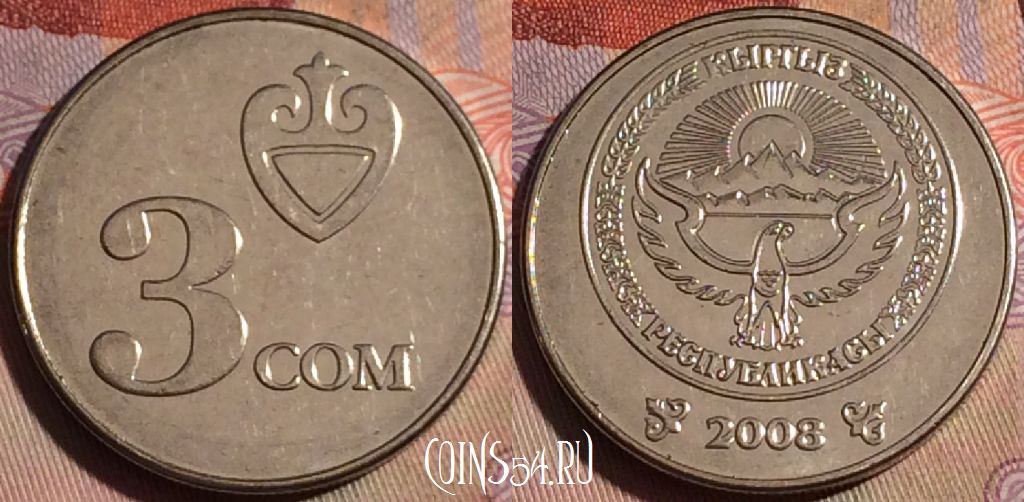 3 СОМ
КЫРГЫЗ
РЕСПУБЛИКАСЫ
2008
COINS54.RU